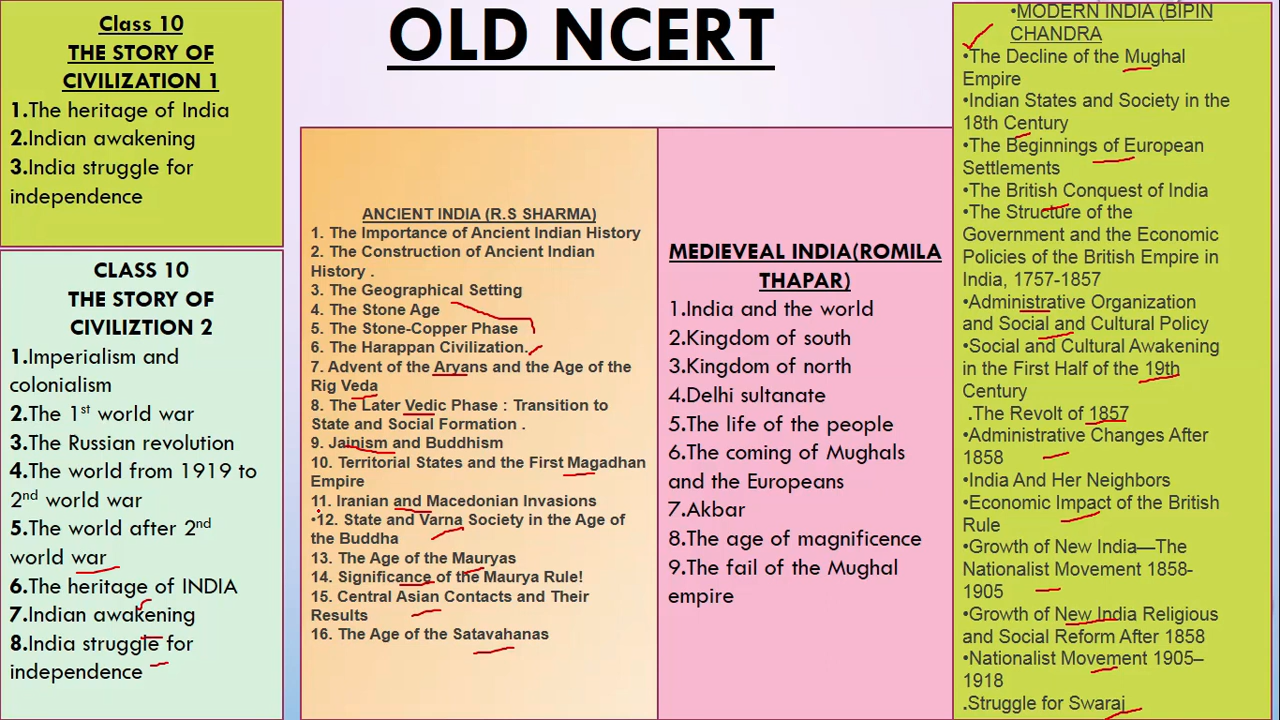 OLD NCERT
Class 10
THE STORY OF
CIVILIZATION 1
1.The heritage of India
2.Indian awakening
3.India struggle for
independence
CLASS 10
THE STORY OF
CIVILIZTION 2
1.Imperialism and
colonialism
2.The 1st world war
3.The Russian revolution
4.The world from 1919 to
2nd world war
5.The world after 2nd
world war
6.The heritage of INDIA
7.Indian awakening
8.India struggle for
independence
ANCIENT INDIA (R.S SHARMA)
1. The Importance of Ancient Indian History
2. The Construction of Ancient Indian
History .
3. The Geographical Setting
4. The Stone Age
5. The Stone-Copper Phase
6. The Harappan Civilization.
7. Advent of the Aryans and the Age of the
Rig Veda
8. The Later Vedic Phase : Transition to
State and Social Formation .
9. Jainism and Buddhism
10. Territorial States and the First Magadhan
Empire
11. Iranian and Macedonian Invasions
•12. State and Varna Society in the Age of
the Buddha
13. The Age of the Mauryas
14. Significance of the Maurya Rule!
15. Central Asian Contacts and Their
Results
16. The Age of the Satavahanas
MEDIEVEAL INDIA(ROMILA
THAPAR)
1.India and the world
2.Kingdom of south
3.Kingdom of north
4.Delhi sultanate
5.The life of the people
6.The coming of Mughals
and the Europeans
7.Akbar
8.The age of magnificence
9.The fail of the Mughal
empire
•MODERN INDIA (BIPIN
CHANDRA
•The Decline of the Mughal
Empire
•Indian States and Society in the
18th Century
•The Beginnings of European
Settlements
•The British Conquest of India
•The Structure of the
Government and the Economic
Policies of the British Empire in
India, 1757-1857
•Administrative Organization
and Social and Cultural Policy
•Social and Cultural Awakening
in the First Half of the 19th
Century
.The Revolt of 1857
•Administrative Changes After
1858
•India And Her Neighbors
•Economic Impact of the British
Rule
•Growth of New India—The
Nationalist Movement 1858-
1905
•Growth of New India Religious
and Social Reform After 1858
•Nationalist Movement 1905–
1918
.Struggle for Swaraj